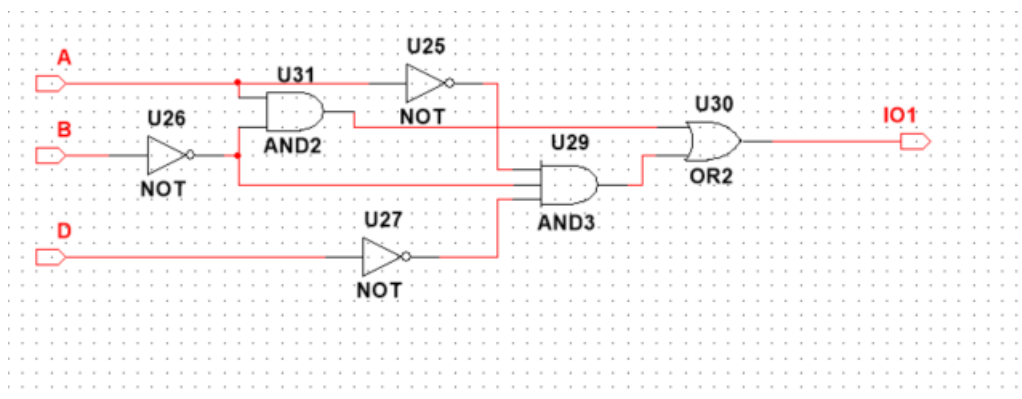 A
U25
U31
NOT
U26
B
AND2
U30
IO1
U29
NOT
OR2
D
U27
AND3
NOT